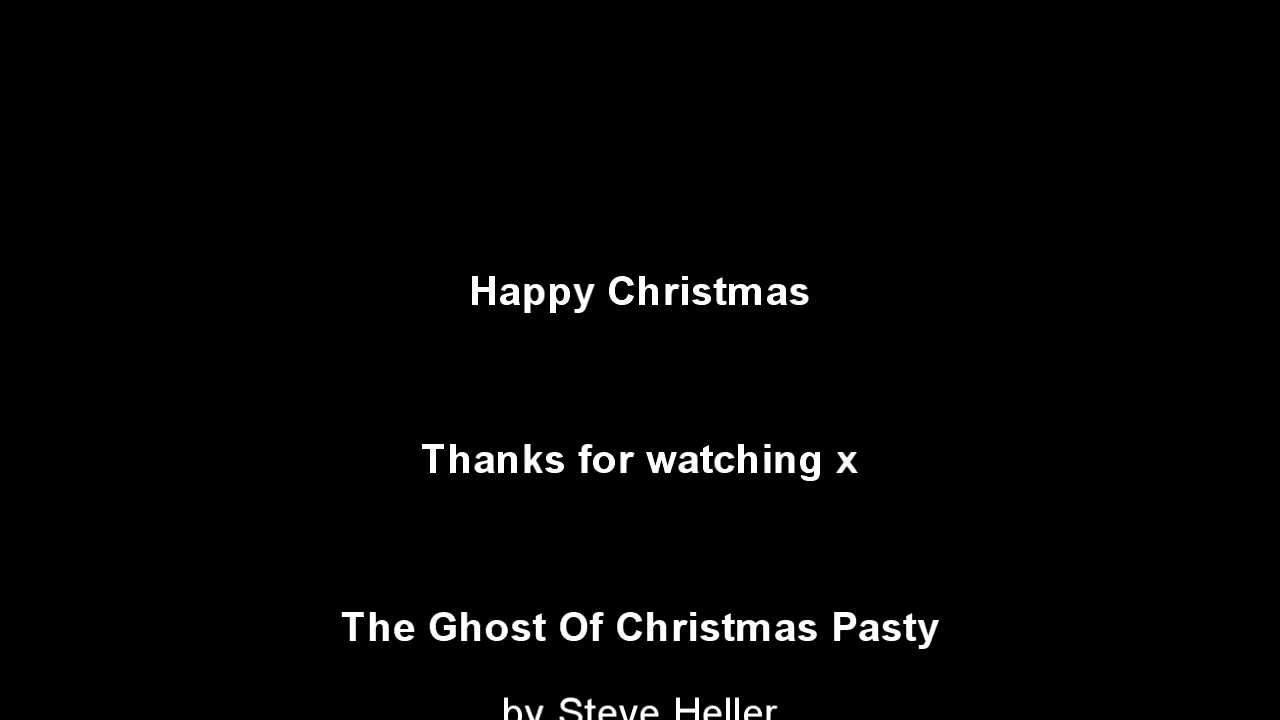 Happy Christmas
Thanks for watching x
The Ghost Of Christmas Pasty
by Steve Heller